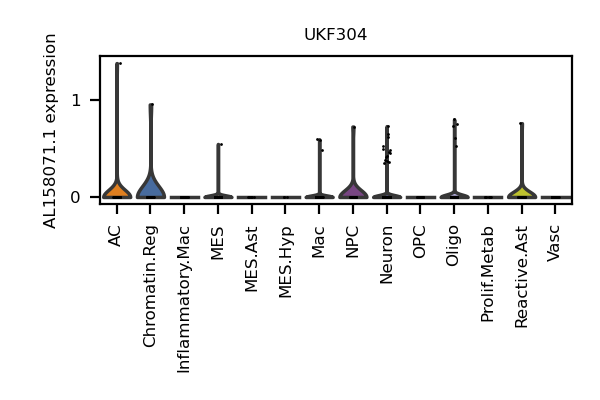 UKF304
AL158071.1 expression
1
0
AC
Chromatin.Reg
Inflammatory.Mac
MES
MES.Ast
MES.Hyp
Mac
NPC
Neuron
OPC
Oligo
Prolif.Metab
Reactive.Ast
Vasc